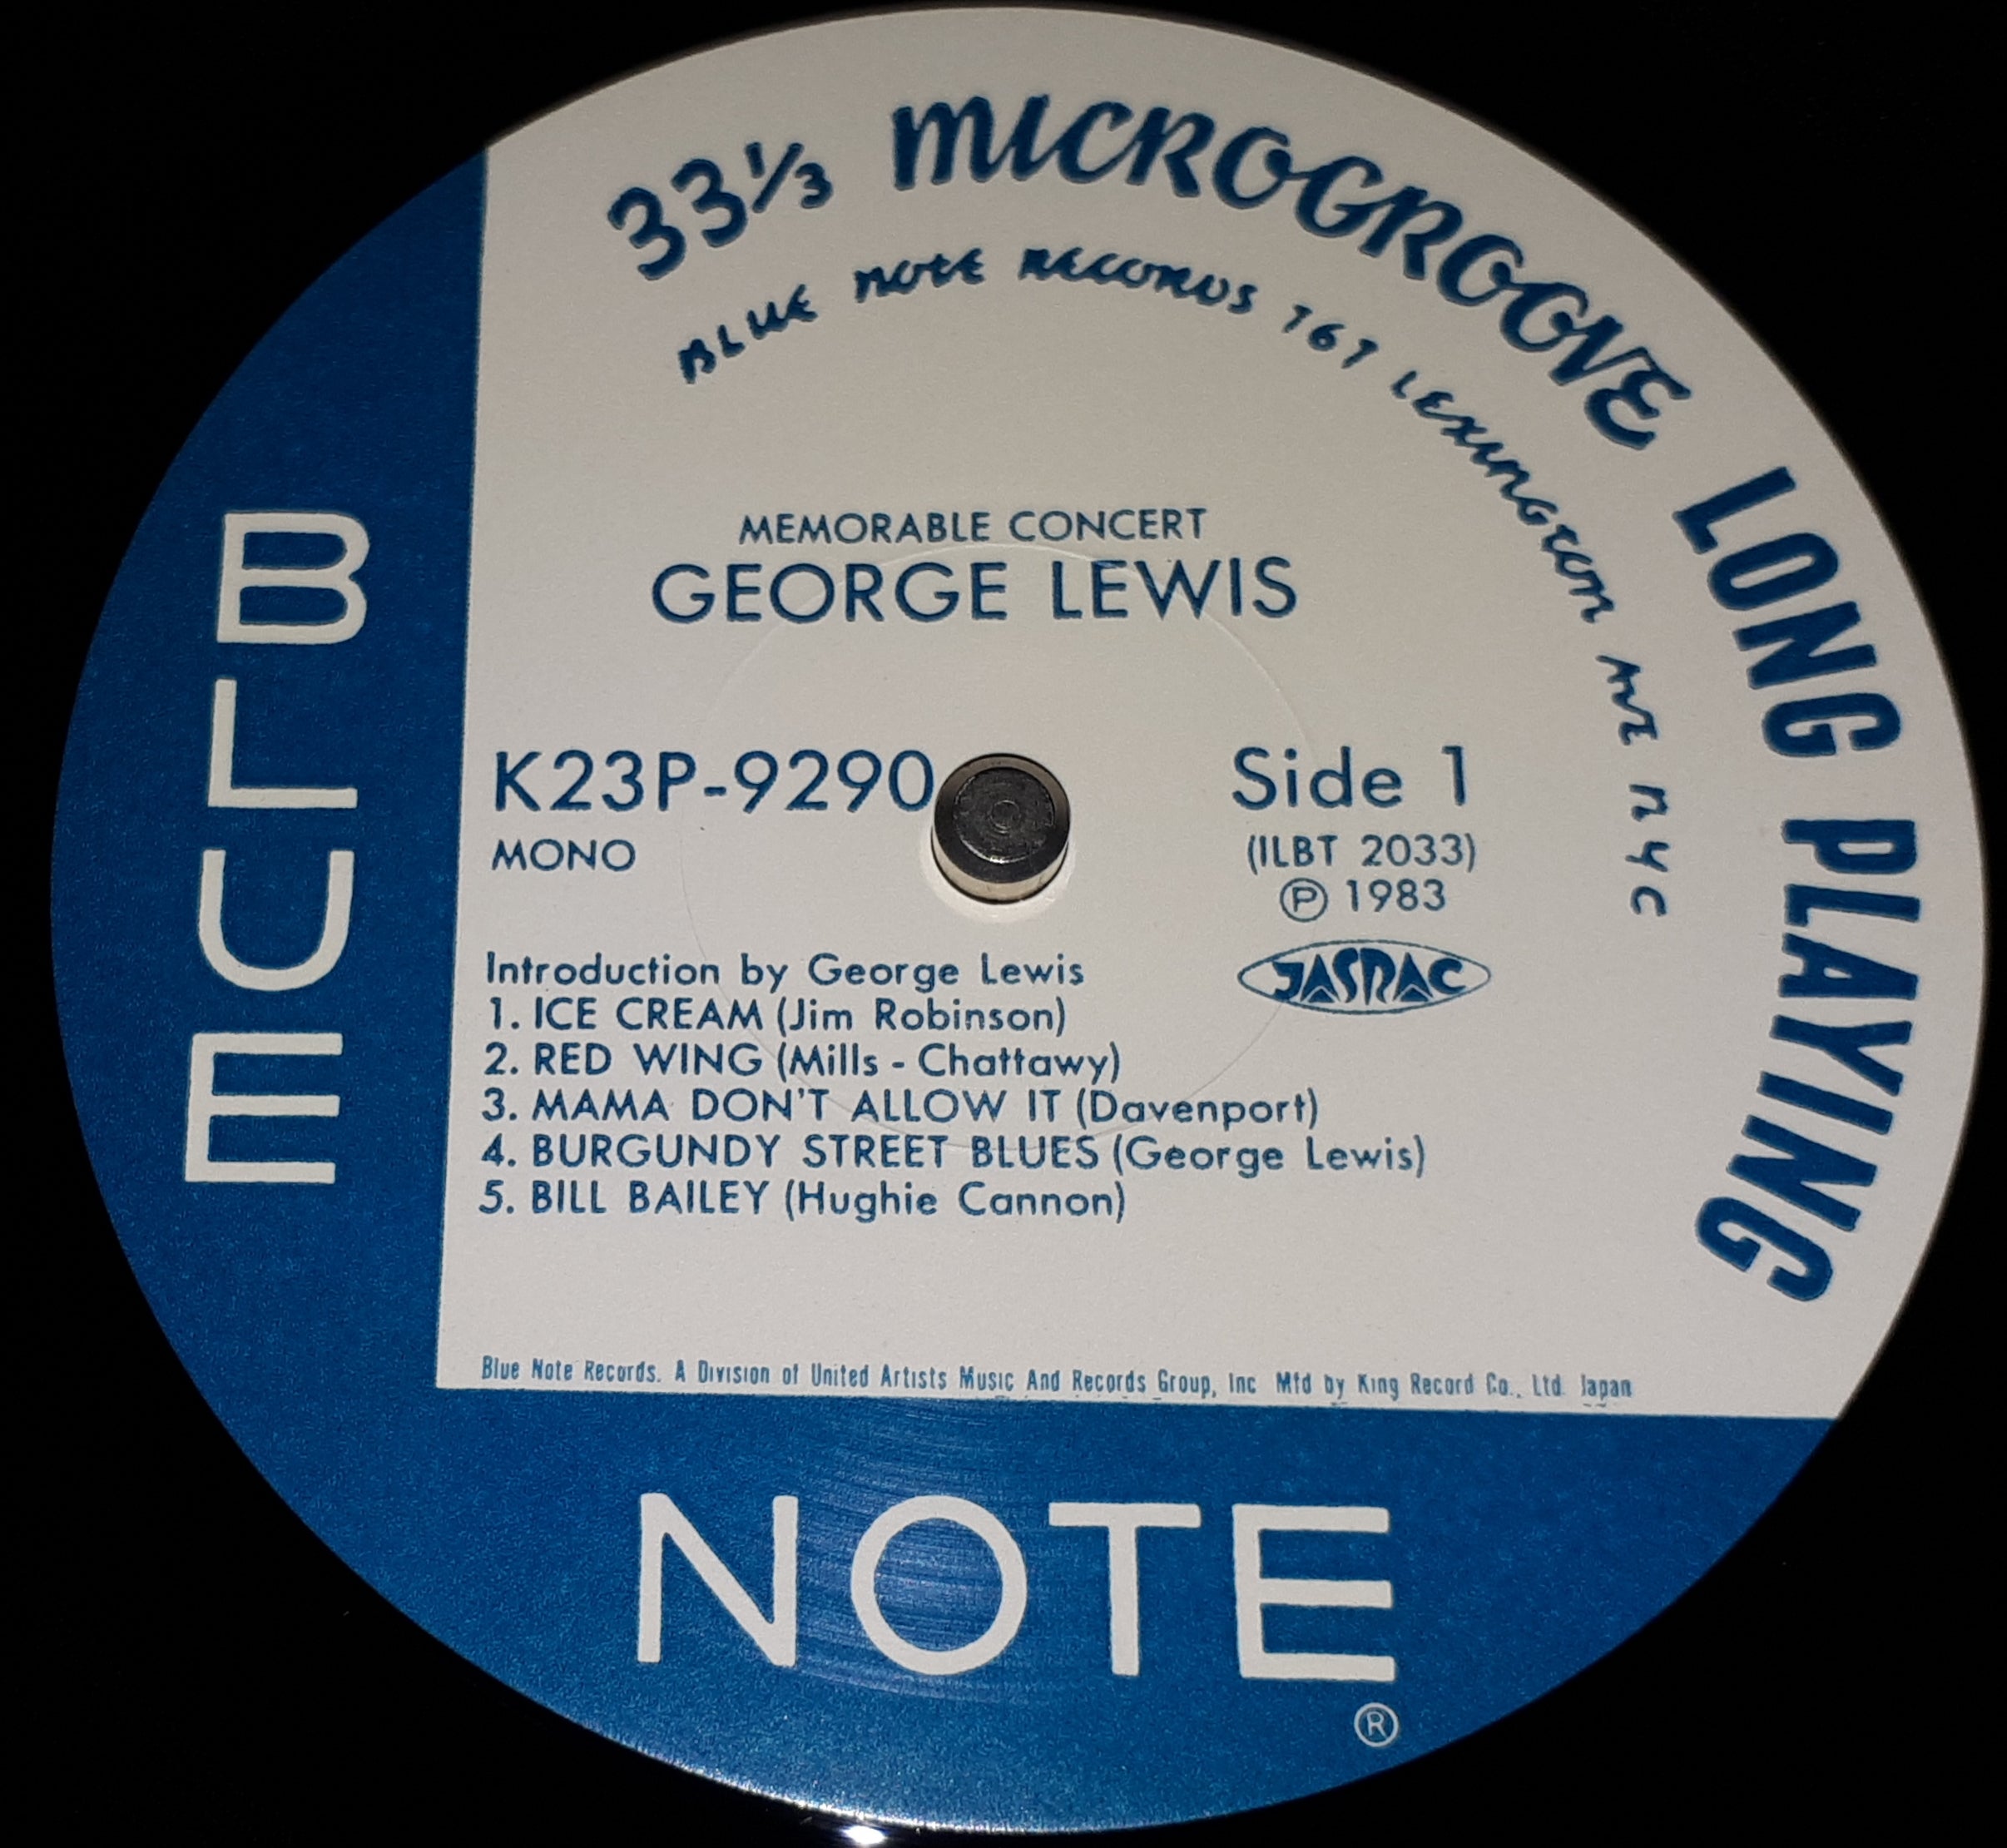 33⅓ MICROGROOVE LONG PLAYING
BLUE NOTE RECORDS 767 LEXINGTON AVE NYC
MEMORABLE CONCERT
GEORGE LEWIS
K23P-9290
MONO
Side 1
(ILBT 2033)
Ⓟ 1983
JASRAC
Introduction by George Lewis
1. ICE CREAM (Jim Robinson)
2. RED WING (Mills - Chattawy)
3. MAMA DON'T ALLOW IT (Davenport)
4. BURGUNDY STREET BLUES (George Lewis)
5. BILL BAILEY (Hughie Cannon)
Blue Note Records. A Division of United Artists Music And Records Group, Inc Mfd by King Record Co., Ltd. Japan
BLUE
NOTE
®